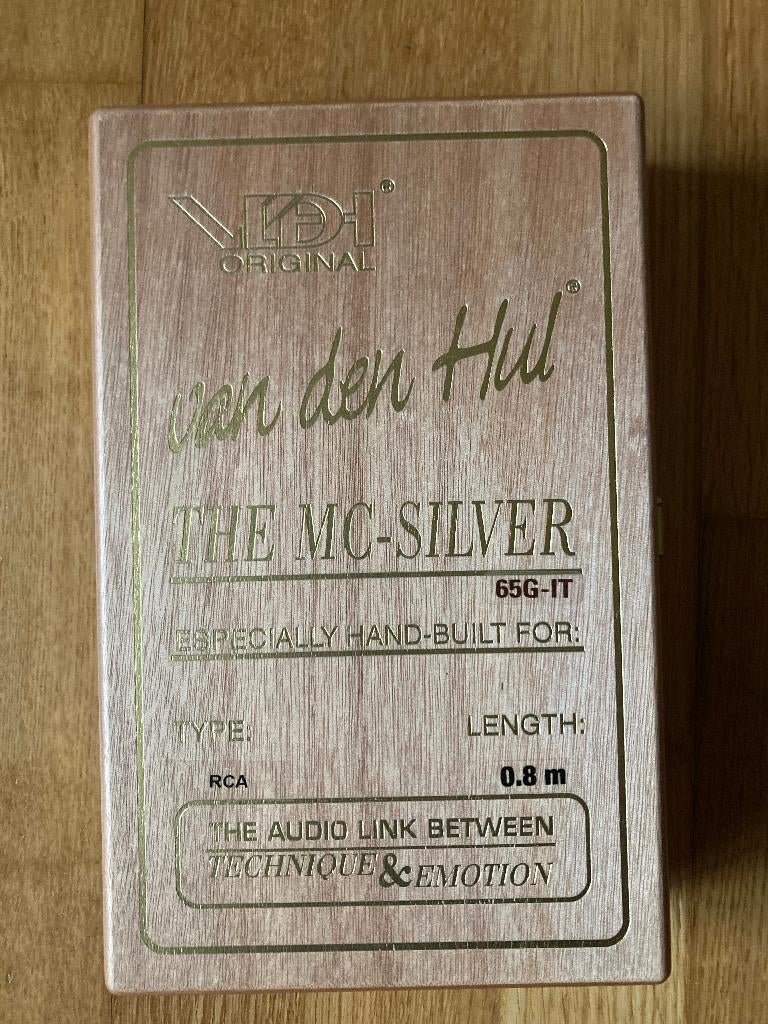 VDH®
ORIGINAL
van den Hul®
THE MC-SILVER
65G-IT
ESPECIALLY HAND-BUILT FOR:
TYPE: LENGTH:
RCA 0.8 m
THE AUDIO LINK BETWEEN
TECHNIQUE & EMOTION